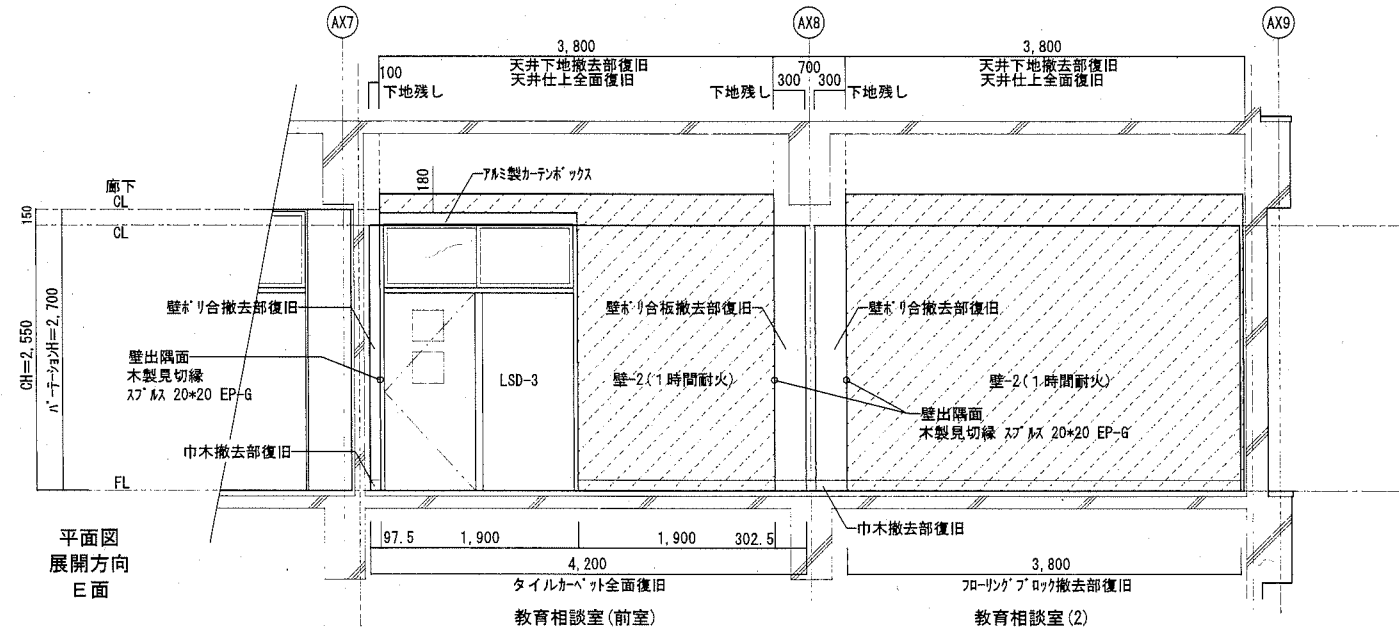 AX7
AX8
AX9
3,800
天井下地撤去部復旧
天井仕上全面復旧
3,800
天井下地撤去部復旧
天井仕上全面復旧
100
下地残し
700
300
300
下地残し
下地残し
廊下
CL
CL
150
180
アルミ製カーテンボックス
CH=2,550
パーテーションH=2,700
壁ポリ合撤去部復旧
壁出隅面
木製見切縁
スプルス 20*20 EP-G
巾木撤去部復旧
FL
LSD-3
壁ポリ合板撤去部復旧
壁-2(1時間耐火)
壁ポリ合撤去部復旧
壁-2(1時間耐火)
壁出隅面
木製見切縁 スプルス 20*20 EP-G
巾木撤去部復旧
97.5
1,900
1,900
302.5
4,200
タイルカーペット全面復旧
3,800
フローリングブロック撤去部復旧
教育相談室(前室)
教育相談室(2)
平面図
展開方向
E面